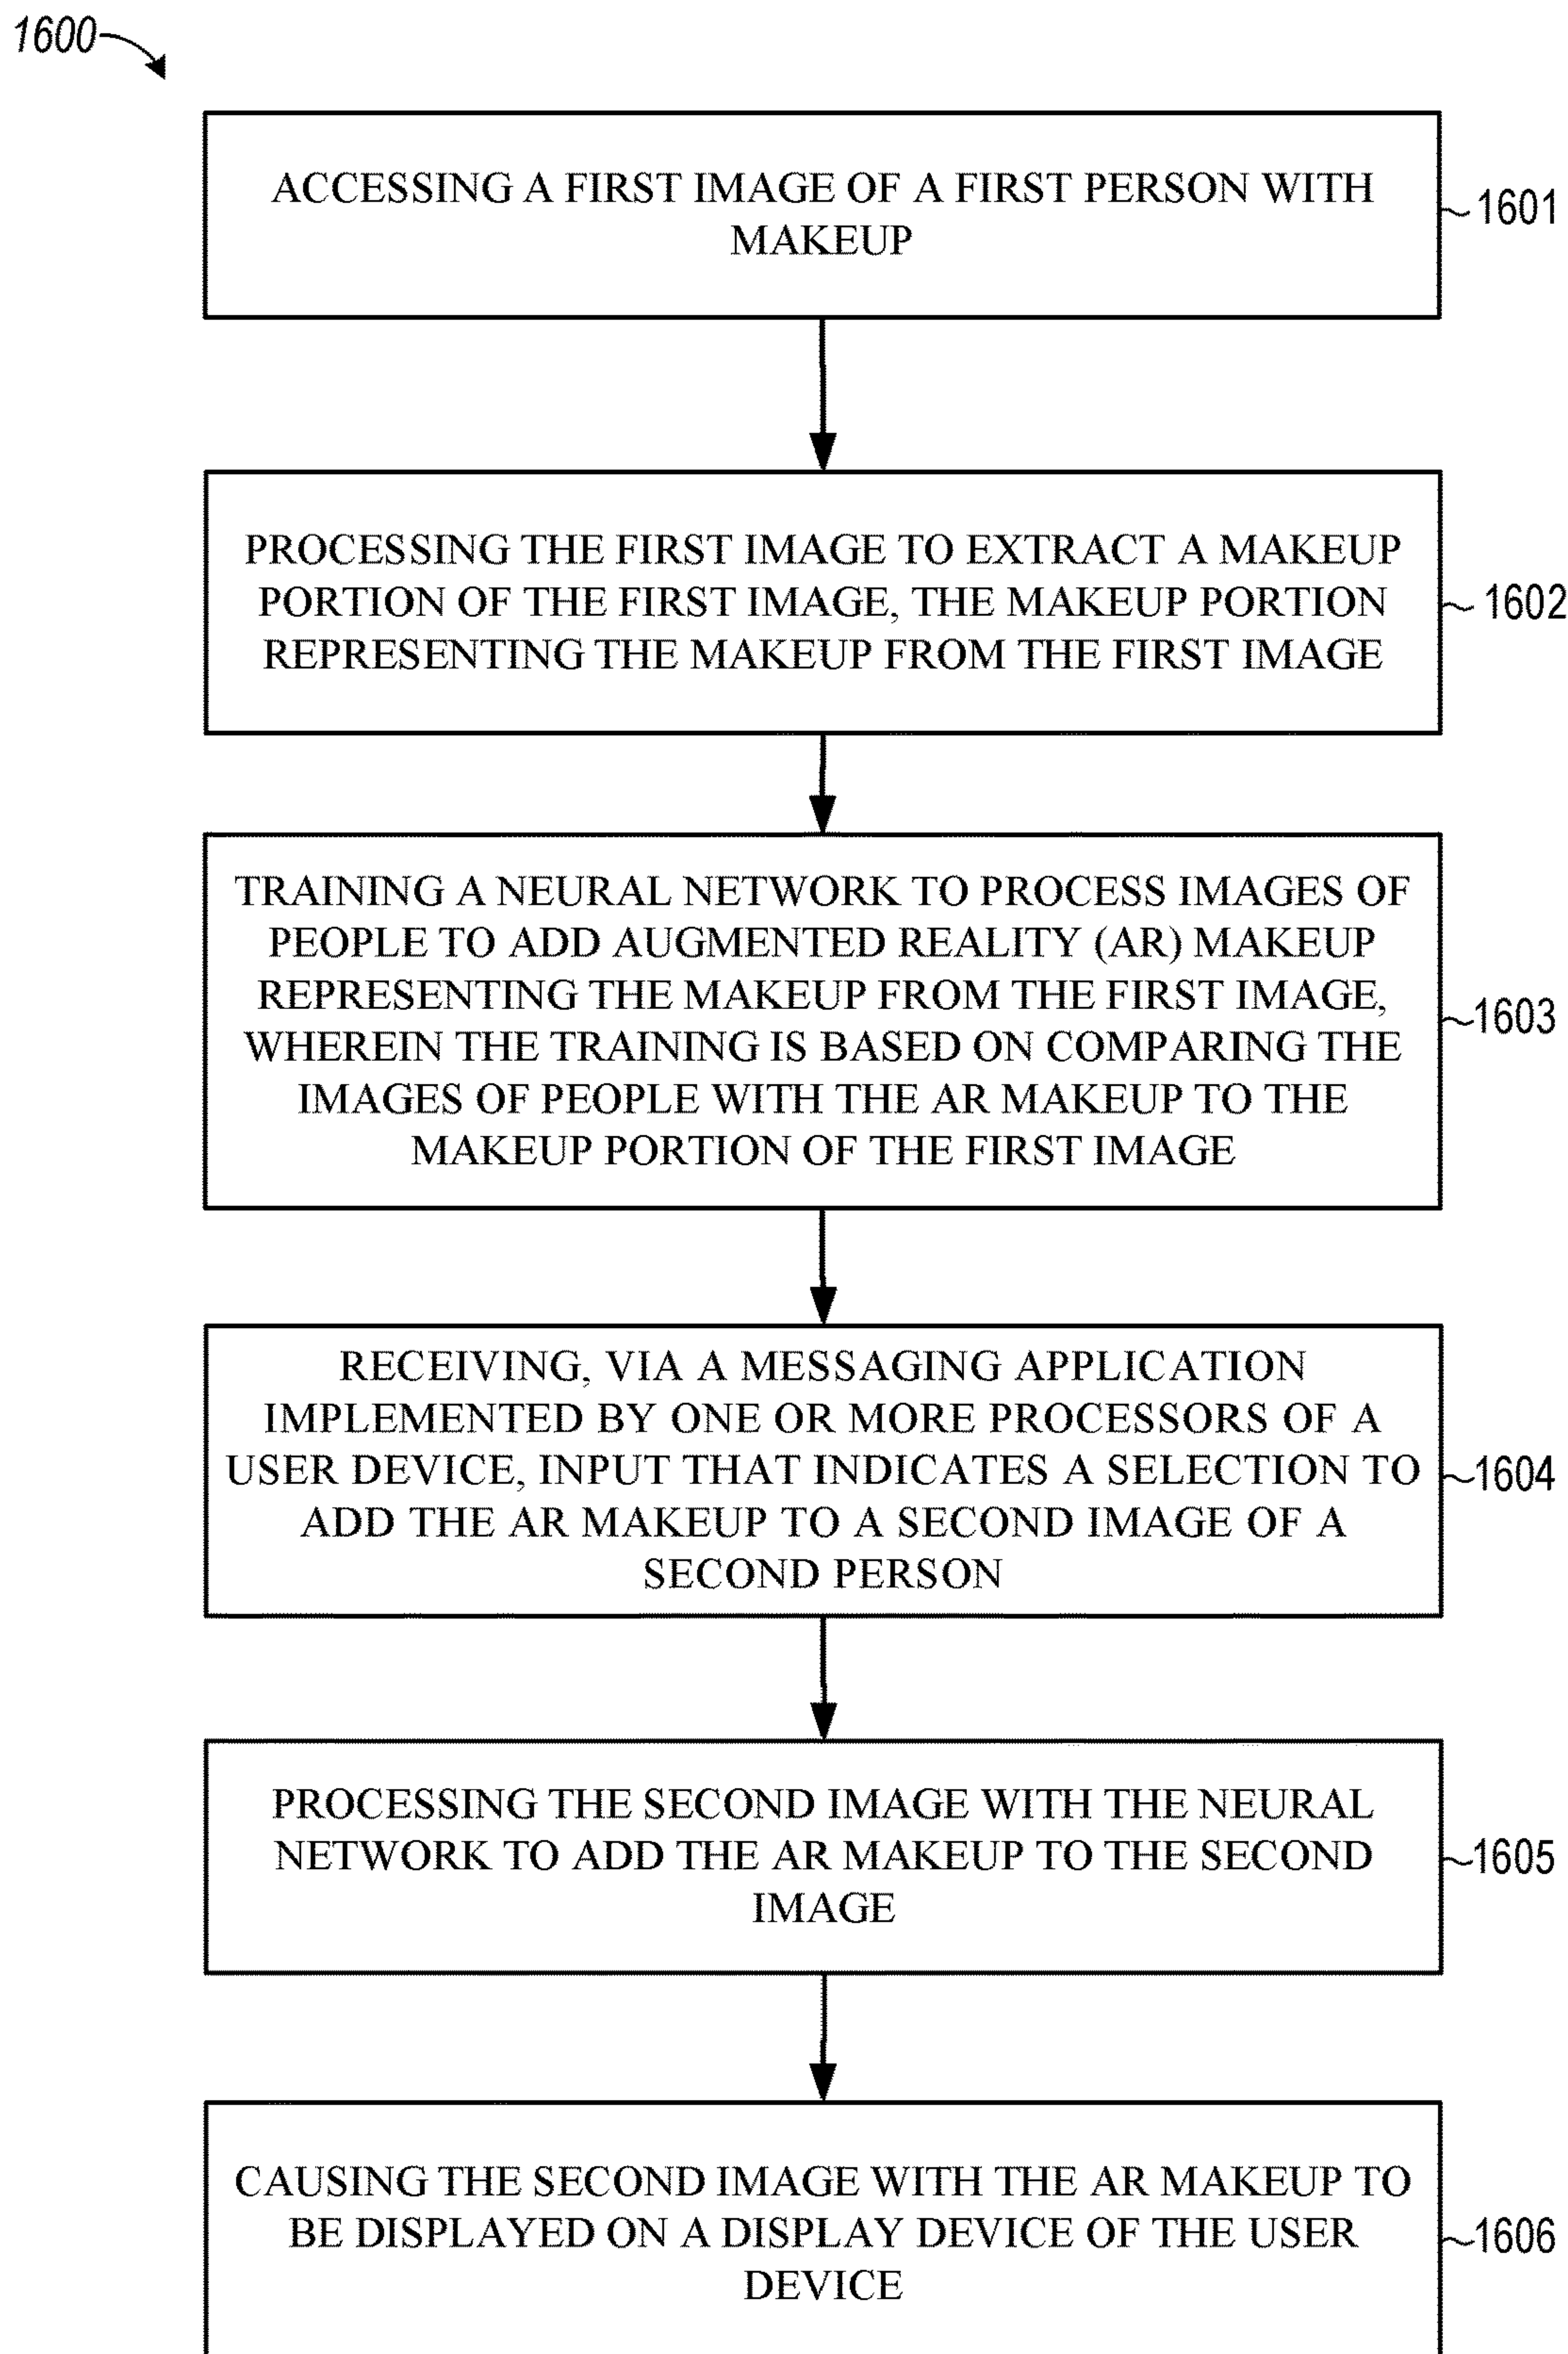 1600
ACCESSING A FIRST IMAGE OF A FIRST PERSON WITH
MAKEUP
1601
PROCESSING THE FIRST IMAGE TO EXTRACT A MAKEUP
PORTION OF THE FIRST IMAGE, THE MAKEUP PORTION
REPRESENTING THE MAKEUP FROM THE FIRST IMAGE
1602
TRAINING A NEURAL NETWORK TO PROCESS IMAGES OF
PEOPLE TO ADD AUGMENTED REALITY (AR) MAKEUP
REPRESENTING THE MAKEUP FROM THE FIRST IMAGE,
WHEREIN THE TRAINING IS BASED ON COMPARING THE
IMAGES OF PEOPLE WITH THE AR MAKEUP TO THE
MAKEUP PORTION OF THE FIRST IMAGE
1603
RECEIVING, VIA A MESSAGING APPLICATION
IMPLEMENTED BY ONE OR MORE PROCESSORS OF A
USER DEVICE, INPUT THAT INDICATES A SELECTION TO
ADD THE AR MAKEUP TO A SECOND IMAGE OF A
SECOND PERSON
1604
PROCESSING THE SECOND IMAGE WITH THE NEURAL
NETWORK TO ADD THE AR MAKEUP TO THE SECOND
IMAGE
1605
CAUSING THE SECOND IMAGE WITH THE AR MAKEUP TO
BE DISPLAYED ON A DISPLAY DEVICE OF THE USER
DEVICE
1606